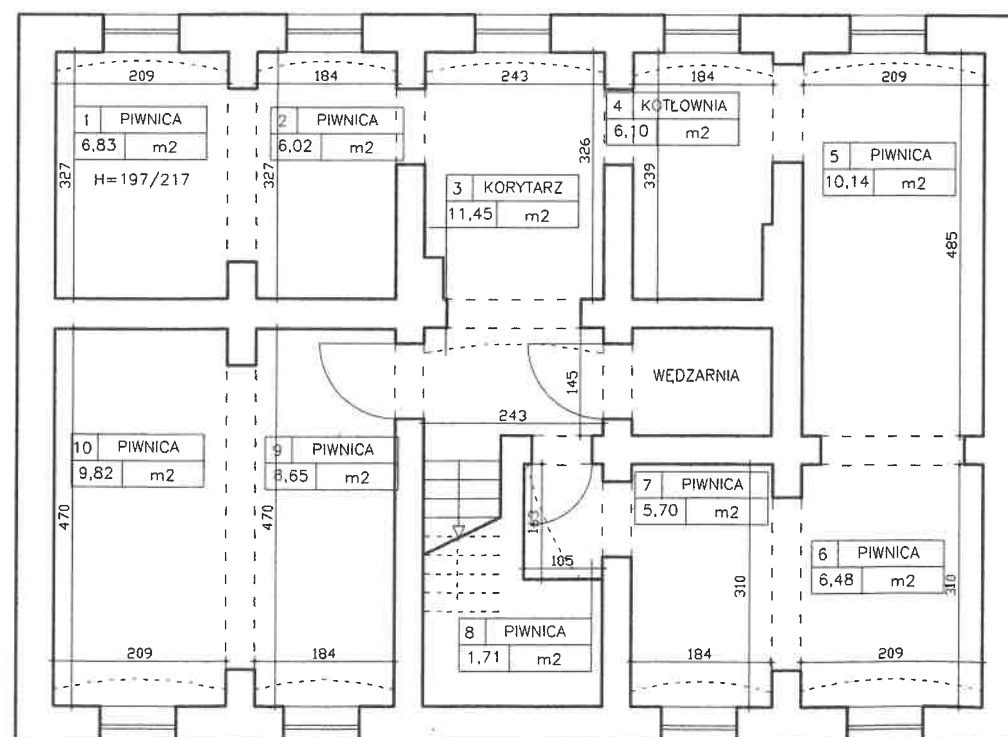 209
184
243
184
209
1 PIWNICA
6,83 m2
H=197/217
327
2 PIWNICA
6,02 m2
327
3 KORYTARZ
11,45 m2
326
4 KOTŁOWNIA
6,10 m2
339
5 PIWNICA
10,14 m2
485
WĘDZARNIA
145
243
10 PIWNICA
9,82 m2
470
9 PIWNICA
8,65 m2
470
163
105
7 PIWNICA
5,70 m2
310
6 PIWNICA
6,48 m2
310
8 PIWNICA
1,71 m2
209
184
184
209